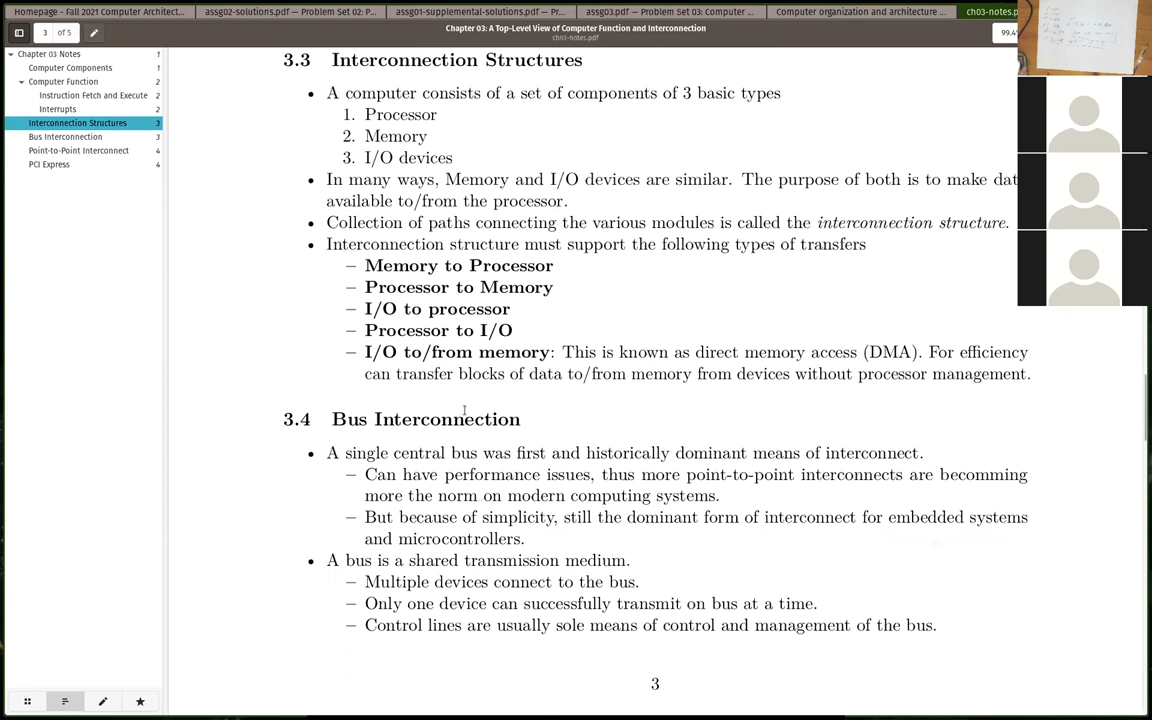 Homepage - Fall 2021 Computer Architect...
assg02-solutions.pdf — Problem Set 02: P...
assg01-supplemental-solutions.pdf — Pr...
assg03.pdf — Problem Set 03: Computer ...
Computer organization and architecture ...
ch03-notes.p
3
of 5
Chapter 03: A Top-Level View of Computer Function and Interconnection
ch03-notes.pdf
99.4
Chapter 03 Notes 1
Computer Components 1
Computer Function 2
Instruction Fetch and Execute 2
Interrupts 2
Interconnection Structures 3
Bus Interconnection 3
Point-to-Point Interconnect 4
PCI Express 4
3.3 Interconnection Structures
• A computer consists of a set of components of 3 basic types
1. Processor
2. Memory
3. I/O devices
• In many ways, Memory and I/O devices are similar. The purpose of both is to make dat
available to/from the processor.
• Collection of paths connecting the various modules is called the interconnection structure.
• Interconnection structure must support the following types of transfers
– Memory to Processor
– Processor to Memory
– I/O to processor
– Processor to I/O
– I/O to/from memory: This is known as direct memory access (DMA). For efficiency
can transfer blocks of data to/from memory from devices without processor management.
3.4 Bus Interconnection
• A single central bus was first and historically dominant means of interconnect.
– Can have performance issues, thus more point-to-point interconnects are becomming
more the norm on modern computing systems.
– But because of simplicity, still the dominant form of interconnect for embedded systems
and microcontrollers.
• A bus is a shared transmission medium.
– Multiple devices connect to the bus.
– Only one device can successfully transmit on bus at a time.
– Control lines are usually sole means of control and management of the bus.
3